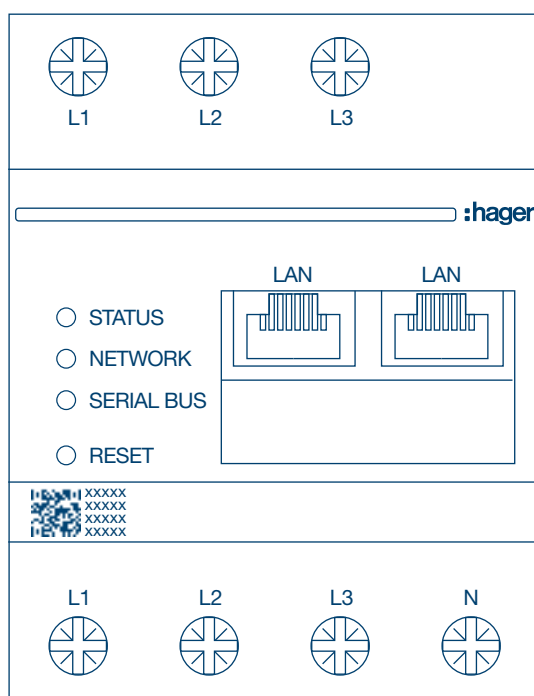 L1 L2 L3
:hager
LAN LAN
STATUS
NETWORK
SERIAL BUS
RESET
XXXXX
XXXXX
XXXXX
XXXXX
L1 L2 L3 N